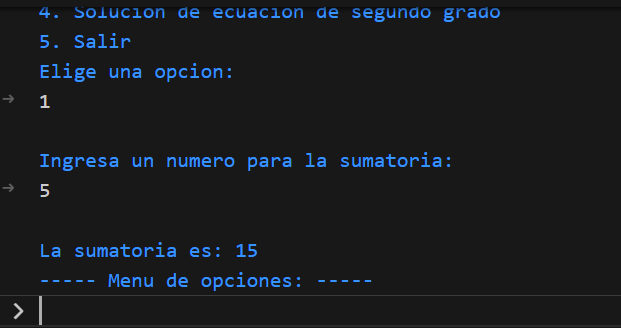 4. Solucion de ecuacion de segundo grado
5. Salir
Elige una opcion:
→ 1
Ingresa un numero para la sumatoria:
→ 5
La sumatoria es: 15
----- Menu de opciones: -----
>